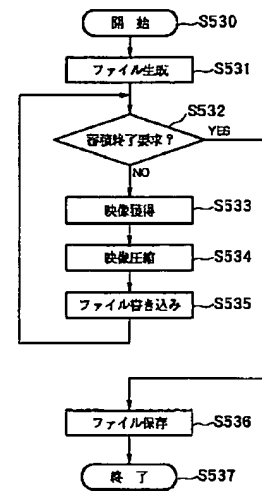 開 始
S530
ファイル生成
S531
S532
蓄積終了要求？
YES
NO
映像獲得
S533
映像圧縮
S534
ファイル書き込み
S535
ファイル保存
S536
終 了
S537